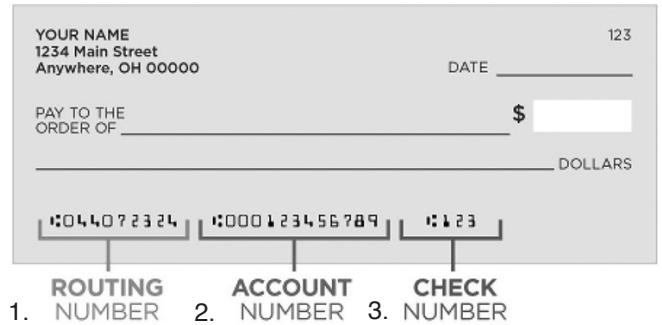 YOUR NAME 123
1234 Main Street
Anywhere, OH 00000
DATE
PAY TO THE
ORDER OF $
DOLLARS
⑆044072324 ⑆000123456789 ⑆123
ROUTING ACCOUNT CHECK
1. NUMBER 2. NUMBER 3. NUMBER